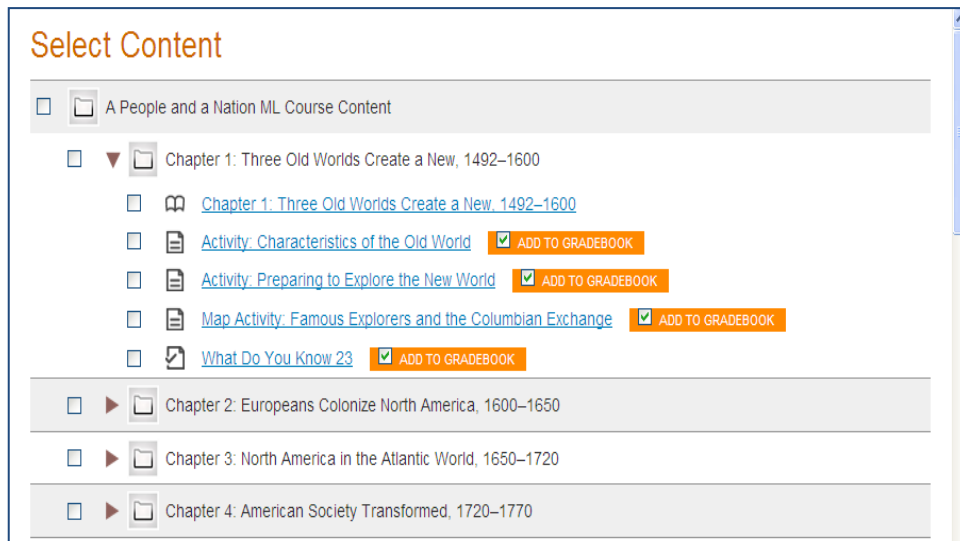 Select Content
A People and a Nation ML Course Content
Chapter 1: Three Old Worlds Create a New, 1492–1600
Chapter 1: Three Old Worlds Create a New, 1492–1600
Activity: Characteristics of the Old World ADD TO GRADEBOOK
Activity: Preparing to Explore the New World ADD TO GRADEBOOK
Map Activity: Famous Explorers and the Columbian Exchange ADD TO GRADEBOOK
What Do You Know 23 ADD TO GRADEBOOK
Chapter 2: Europeans Colonize North America, 1600–1650
Chapter 3: North America in the Atlantic World, 1650–1720
Chapter 4: American Society Transformed, 1720–1770